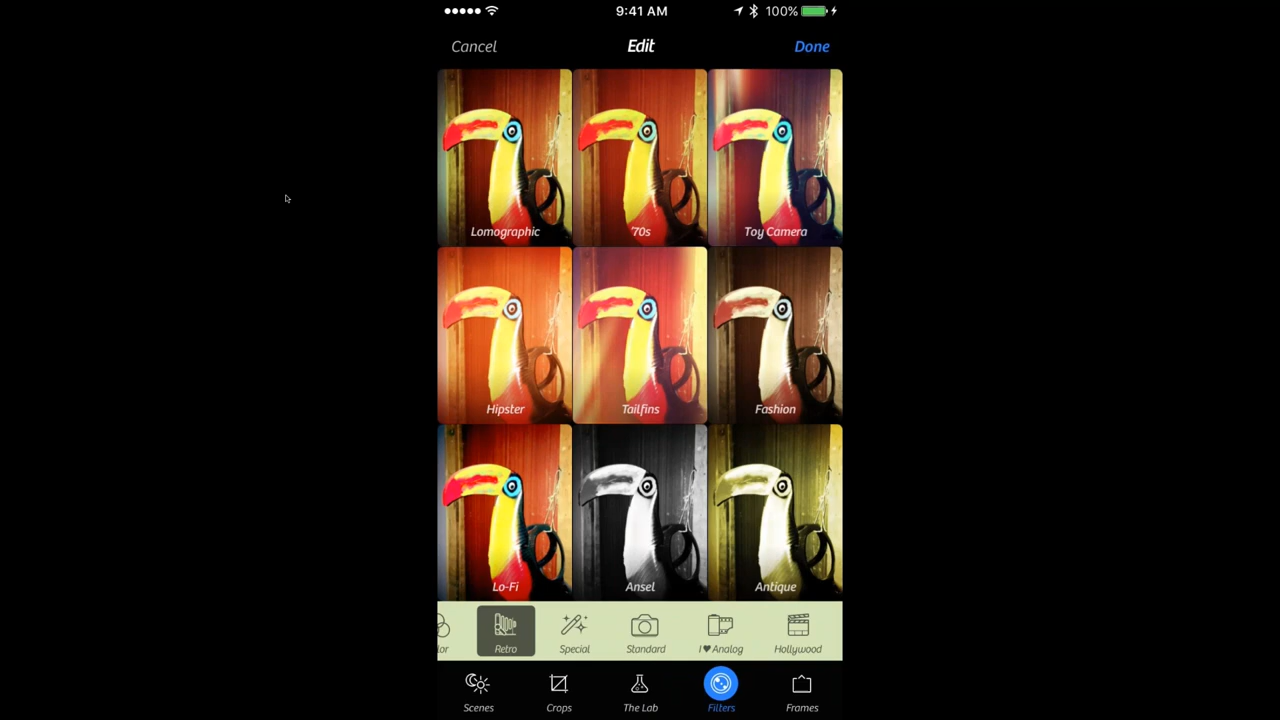 9:41 AM 100%
Cancel Edit Done
Lomographic '70s Toy Camera
Hipster Tailfins Fashion
Lo-Fi Ansel Antique
lor Retro Special Standard I♥Analog Hollywood
Scenes Crops The Lab Filters Frames